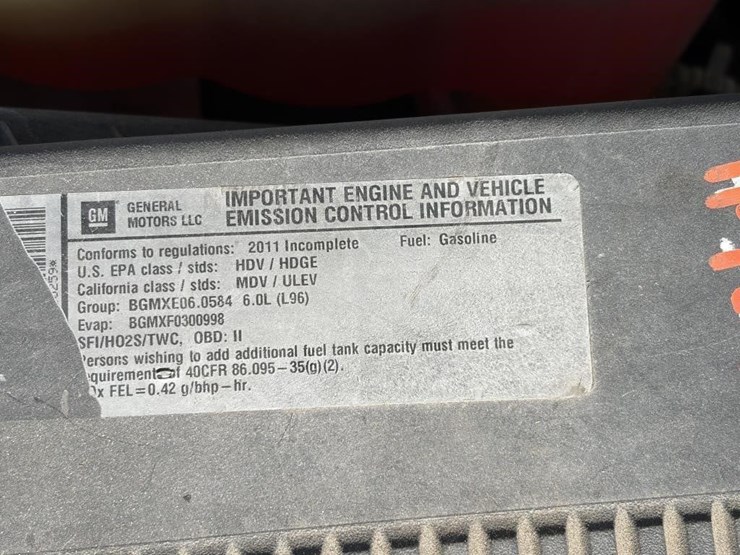 GM GENERAL MOTORS LLC
IMPORTANT ENGINE AND VEHICLE
EMISSION CONTROL INFORMATION
Conforms to regulations: 2011 Incomplete Fuel: Gasoline
U.S. EPA class / stds: HDV / HDGE
California class / stds: MDV / ULEV
Group: BGMXE06.0584 6.0L (L96)
Evap: BGMXF0300998
SFI/HO2S/TWC, OBD: II
ersons wishing to add additional fuel tank capacity must meet the
quirement of 40CFR 86.095-35(g)(2).
x FEL=0.42 g/bhp-hr.